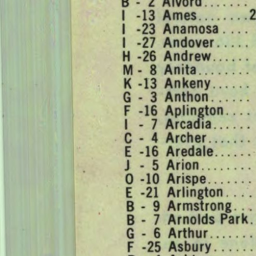 B - 2 Alvord.......
I -13 Ames........2
I -23 Anamosa....
I -27 Andover.....
H -26 Andrew......
M - 8 Anita........
K -13 Ankeny......
G - 3 Anthon.......
F -16 Aplington....
I - 7 Arcadia......
C - 4 Archer.......
E -16 Aredale......
J - 5 Arion........
O -10 Arispe.......
E -21 Arlington....
B - 9 Armstrong...
B - 7 Arnolds Park.
G - 6 Arthur.......
F -25 Asbury......